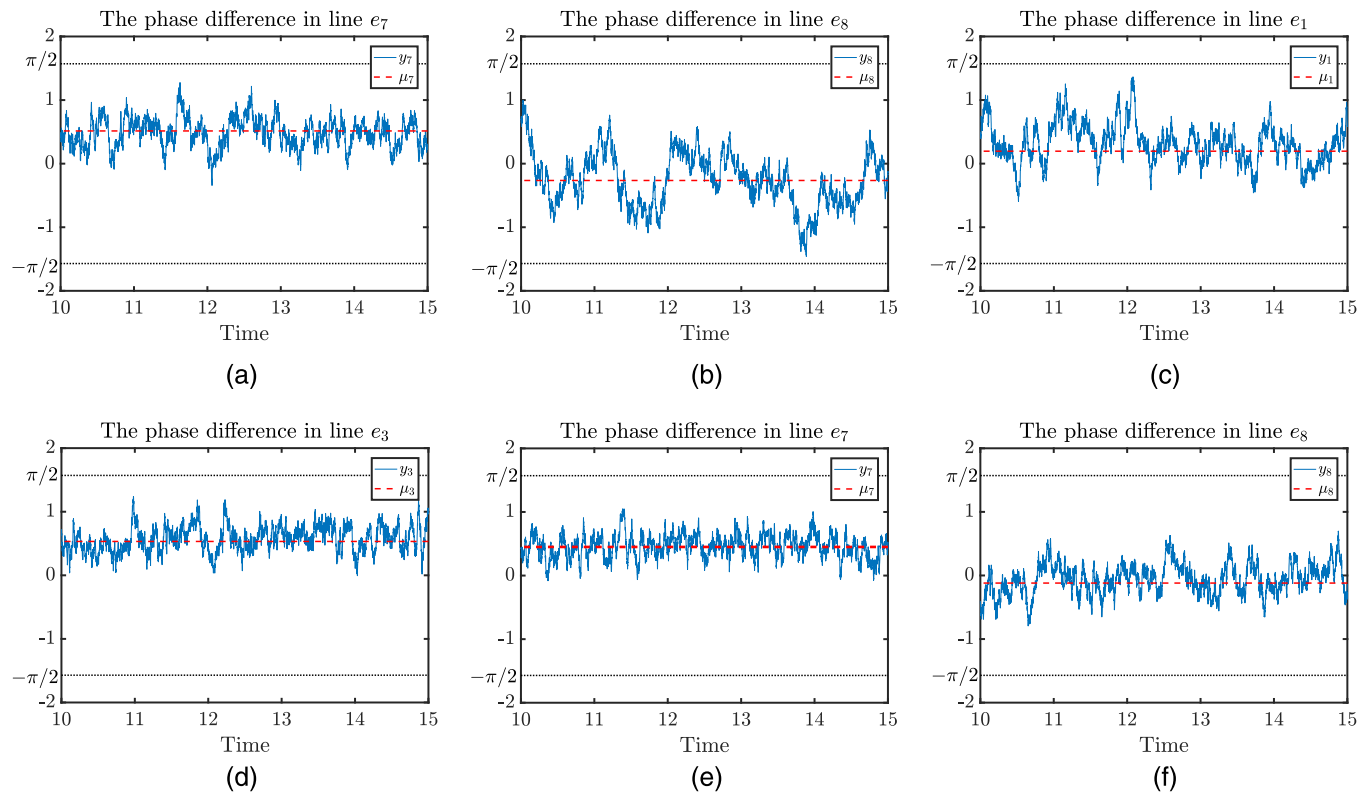 The phase difference in line e₇
2
π/2
1
0
-1
−π/2
-2
y₇
μ₇
10 11 12 13 14 15
Time
(a)
The phase difference in line e₈
2
π/2
1
0
-1
−π/2
-2
y₈
μ₈
10 11 12 13 14 15
Time
(b)
The phase difference in line e₁
2
π/2
1
0
-1
−π/2
-2
y₁
μ₁
10 11 12 13 14 15
Time
(c)
The phase difference in line e₃
2
π/2
1
0
-1
−π/2
-2
y₃
μ₃
10 11 12 13 14 15
Time
(d)
The phase difference in line e₇
2
π/2
1
0
-1
−π/2
-2
y₇
μ₇
10 11 12 13 14 15
Time
(e)
The phase difference in line e₈
2
π/2
1
0
-1
−π/2
-2
y₈
μ₈
10 11 12 13 14 15
Time
(f)